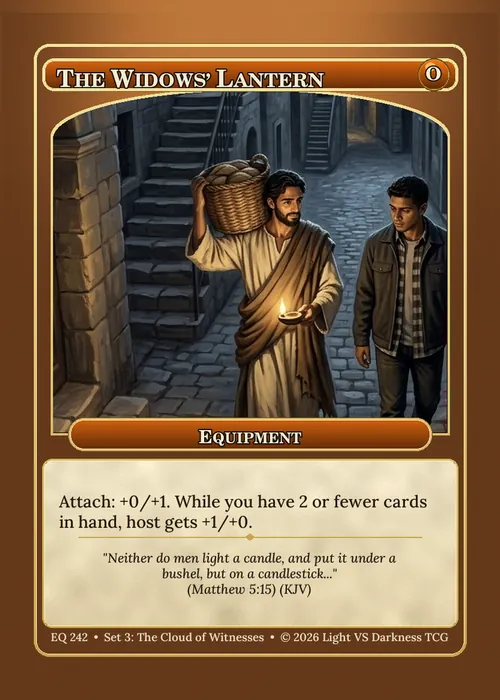 The Widows' Lantern
0
Equipment
Attach: +0/+1. While you have 2 or fewer cards
in hand, host gets +1/+0.
"Neither do men light a candle, and put it under a
bushel, but on a candlestick..."
(Matthew 5:15) (KJV)
EQ 242 • Set 3: The Cloud of Witnesses • © 2026 Light VS Darkness TCG